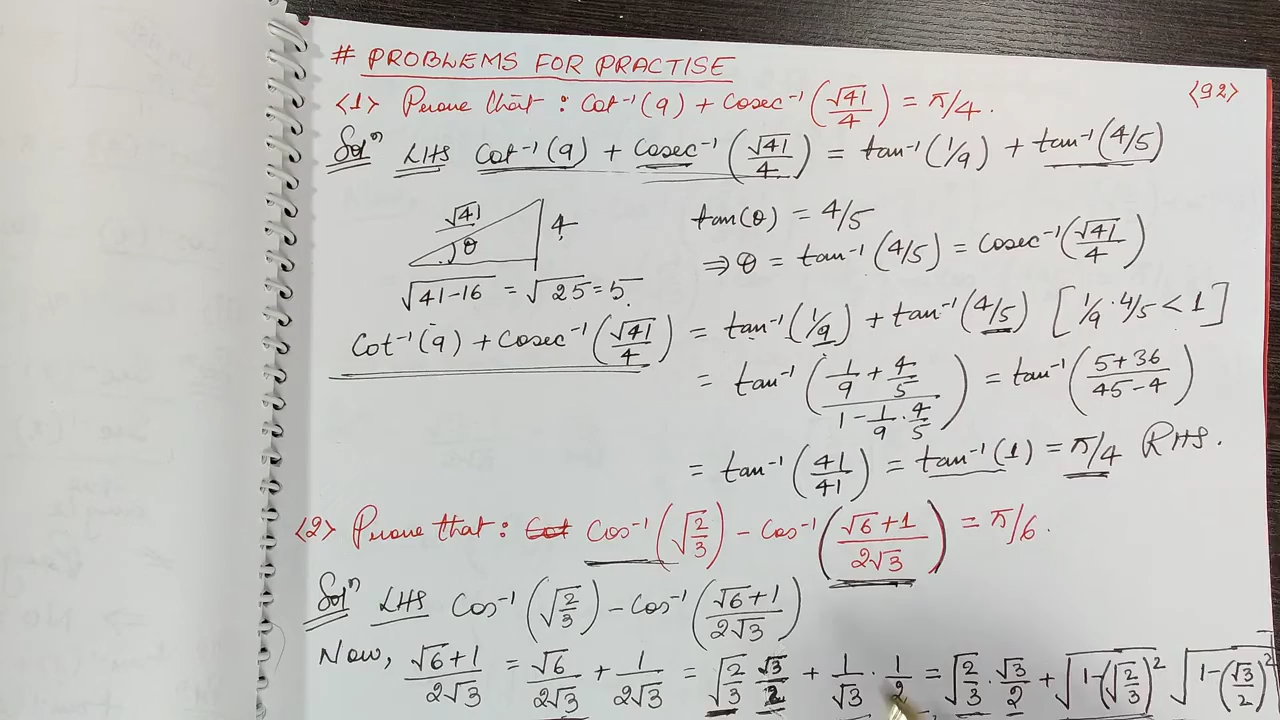 # PROBLEMS FOR PRACTISE
<92>
<1> Prove that : Cot⁻¹(9) + Cosec⁻¹(√41/4) = π/4.
Solⁿ LHS Cot⁻¹(9) + Cosec⁻¹(√41/4) = tan⁻¹(1/9) + tan⁻¹(4/5)
√41 4 θ
√41-16 = √25 = 5.
tan(θ) = 4/5
⇒ θ = tan⁻¹(4/5) = Cosec⁻¹(√41/4)
Cot⁻¹(9) + Cosec⁻¹(√41/4) = tan⁻¹(1/9) + tan⁻¹(4/5) [1/9 · 4/5 < 1]
= tan⁻¹((1/9 + 4/5)/(1 - 1/9 · 4/5)) = tan⁻¹((5+36)/(45-4))
= tan⁻¹(41/41) = tan⁻¹(1) = π/4 RHS.
<2> Prove that : Cos⁻¹(√2/3) - Cos⁻¹((√6+1)/2√3) = π/6.
Solⁿ LHS Cos⁻¹(√2/3) - Cos⁻¹((√6+1)/2√3)
Now, (√6+1)/2√3 = √6/2√3 + 1/2√3 = √2/3 √3/2 + 1/√3 · 1/2 = √2/3 · √3/2 + √1-(√2/3)² √1-(√3/2)²